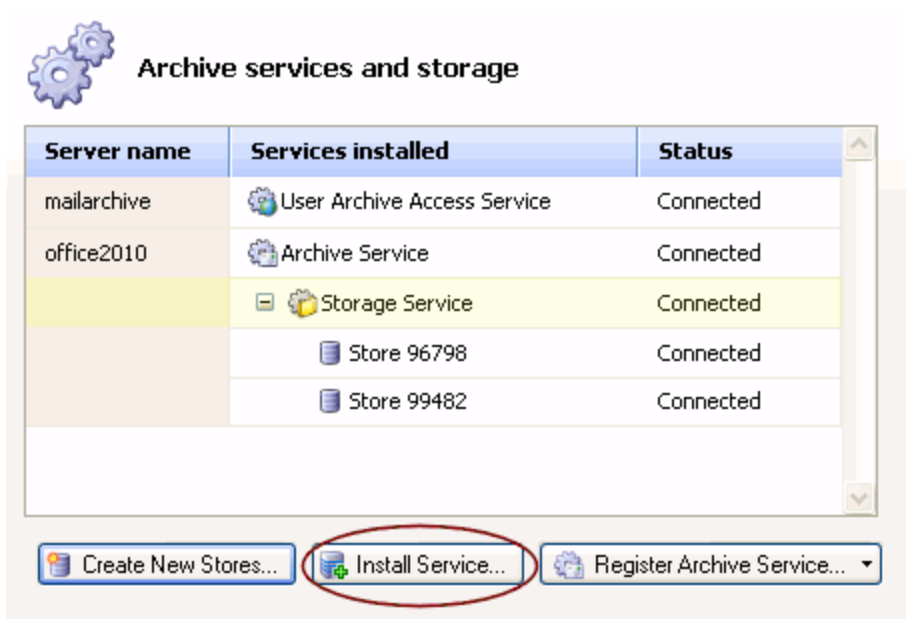 Archive services and storage
Server name Services installed Status
mailarchive User Archive Access Service Connected
office2010 Archive Service Connected
Storage Service Connected
Store 96798 Connected
Store 99482 Connected
Create New Stores... Install Service... Register Archive Service...